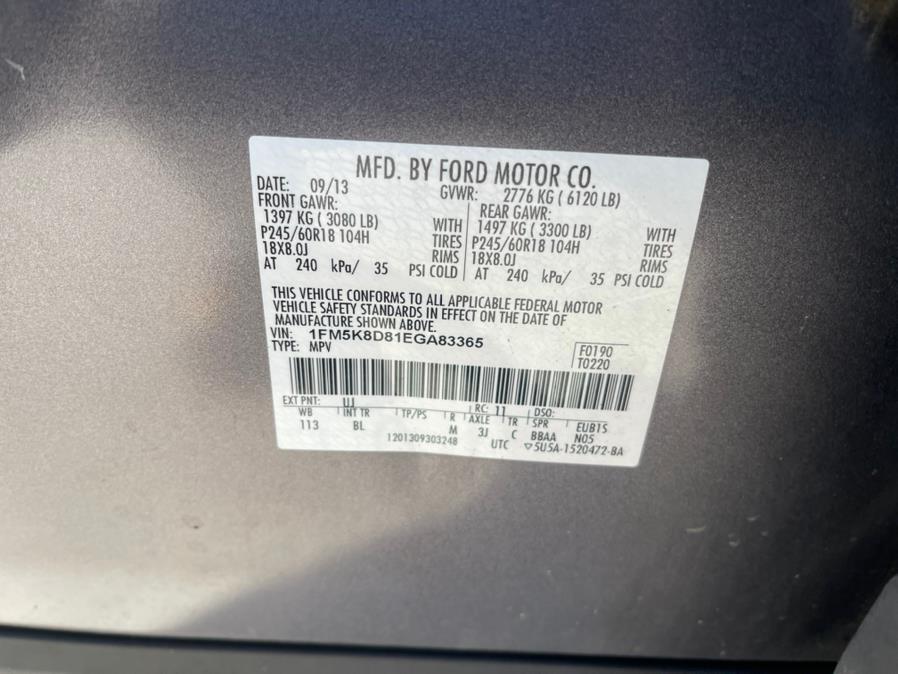 MFD. BY FORD MOTOR CO.
DATE: 09/13 GVWR: 2776 KG ( 6120 LB)
FRONT GAWR: REAR GAWR:
1397 KG ( 3080 LB) WITH 1497 KG ( 3300 LB) WITH
P245/60R18 104H TIRES P245/60R18 104H TIRES
18X8.0J RIMS 18X8.0J RIMS
AT 240 kPa/ 35 PSI COLD AT 240 kPa/ 35 PSI COLD
THIS VEHICLE CONFORMS TO ALL APPLICABLE FEDERAL MOTOR
VEHICLE SAFETY STANDARDS IN EFFECT ON THE DATE OF
MANUFACTURE SHOWN ABOVE.
VIN: 1FM5K8D81EGA83365 F0190
TYPE: MPV T0220
EXT PNT: UJ RC: 11 DSO:
WB INT TR TP/PS R AXLE TR SPR EUB1S
113 BL M 3J C BBAA N05
1201309303248 UTC ▽5U5A-1520472-BA